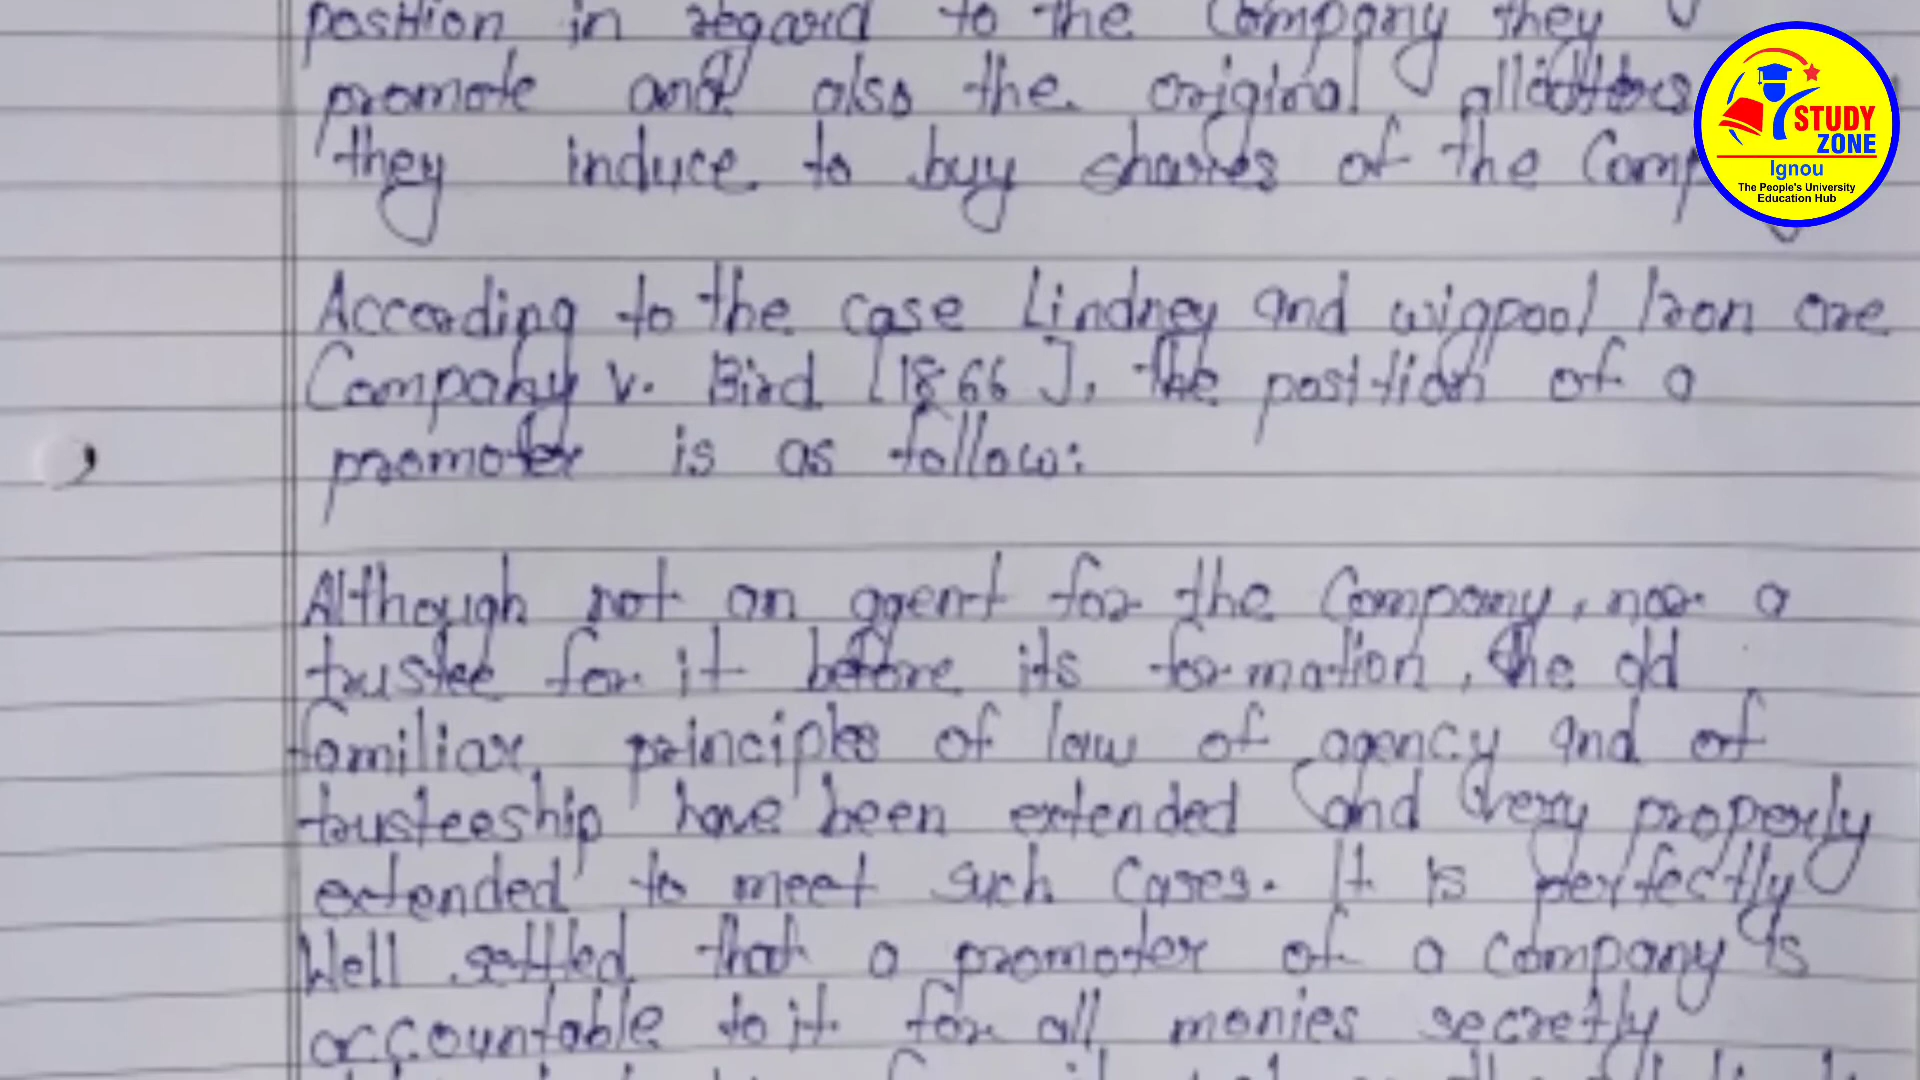 position in regard to the Company they
promote and also the original allottors
they induce to buy shares of the Comp
According to the case Lindney and wigpool Iron ore
Company v. Bird [1866], the position of a
promoter is as follow:
Although not an agent for the Company, nor a
trustee for it before its formation, the old
familiar principles of law of agency and of
trusteeship have been extended and very properly
extended to meet such cases. It is perfectly
Well settled that a promoter of a company is
accountable to it for all monies secretly
STUDY
ZONE
Ignou
The People's University
Education Hub